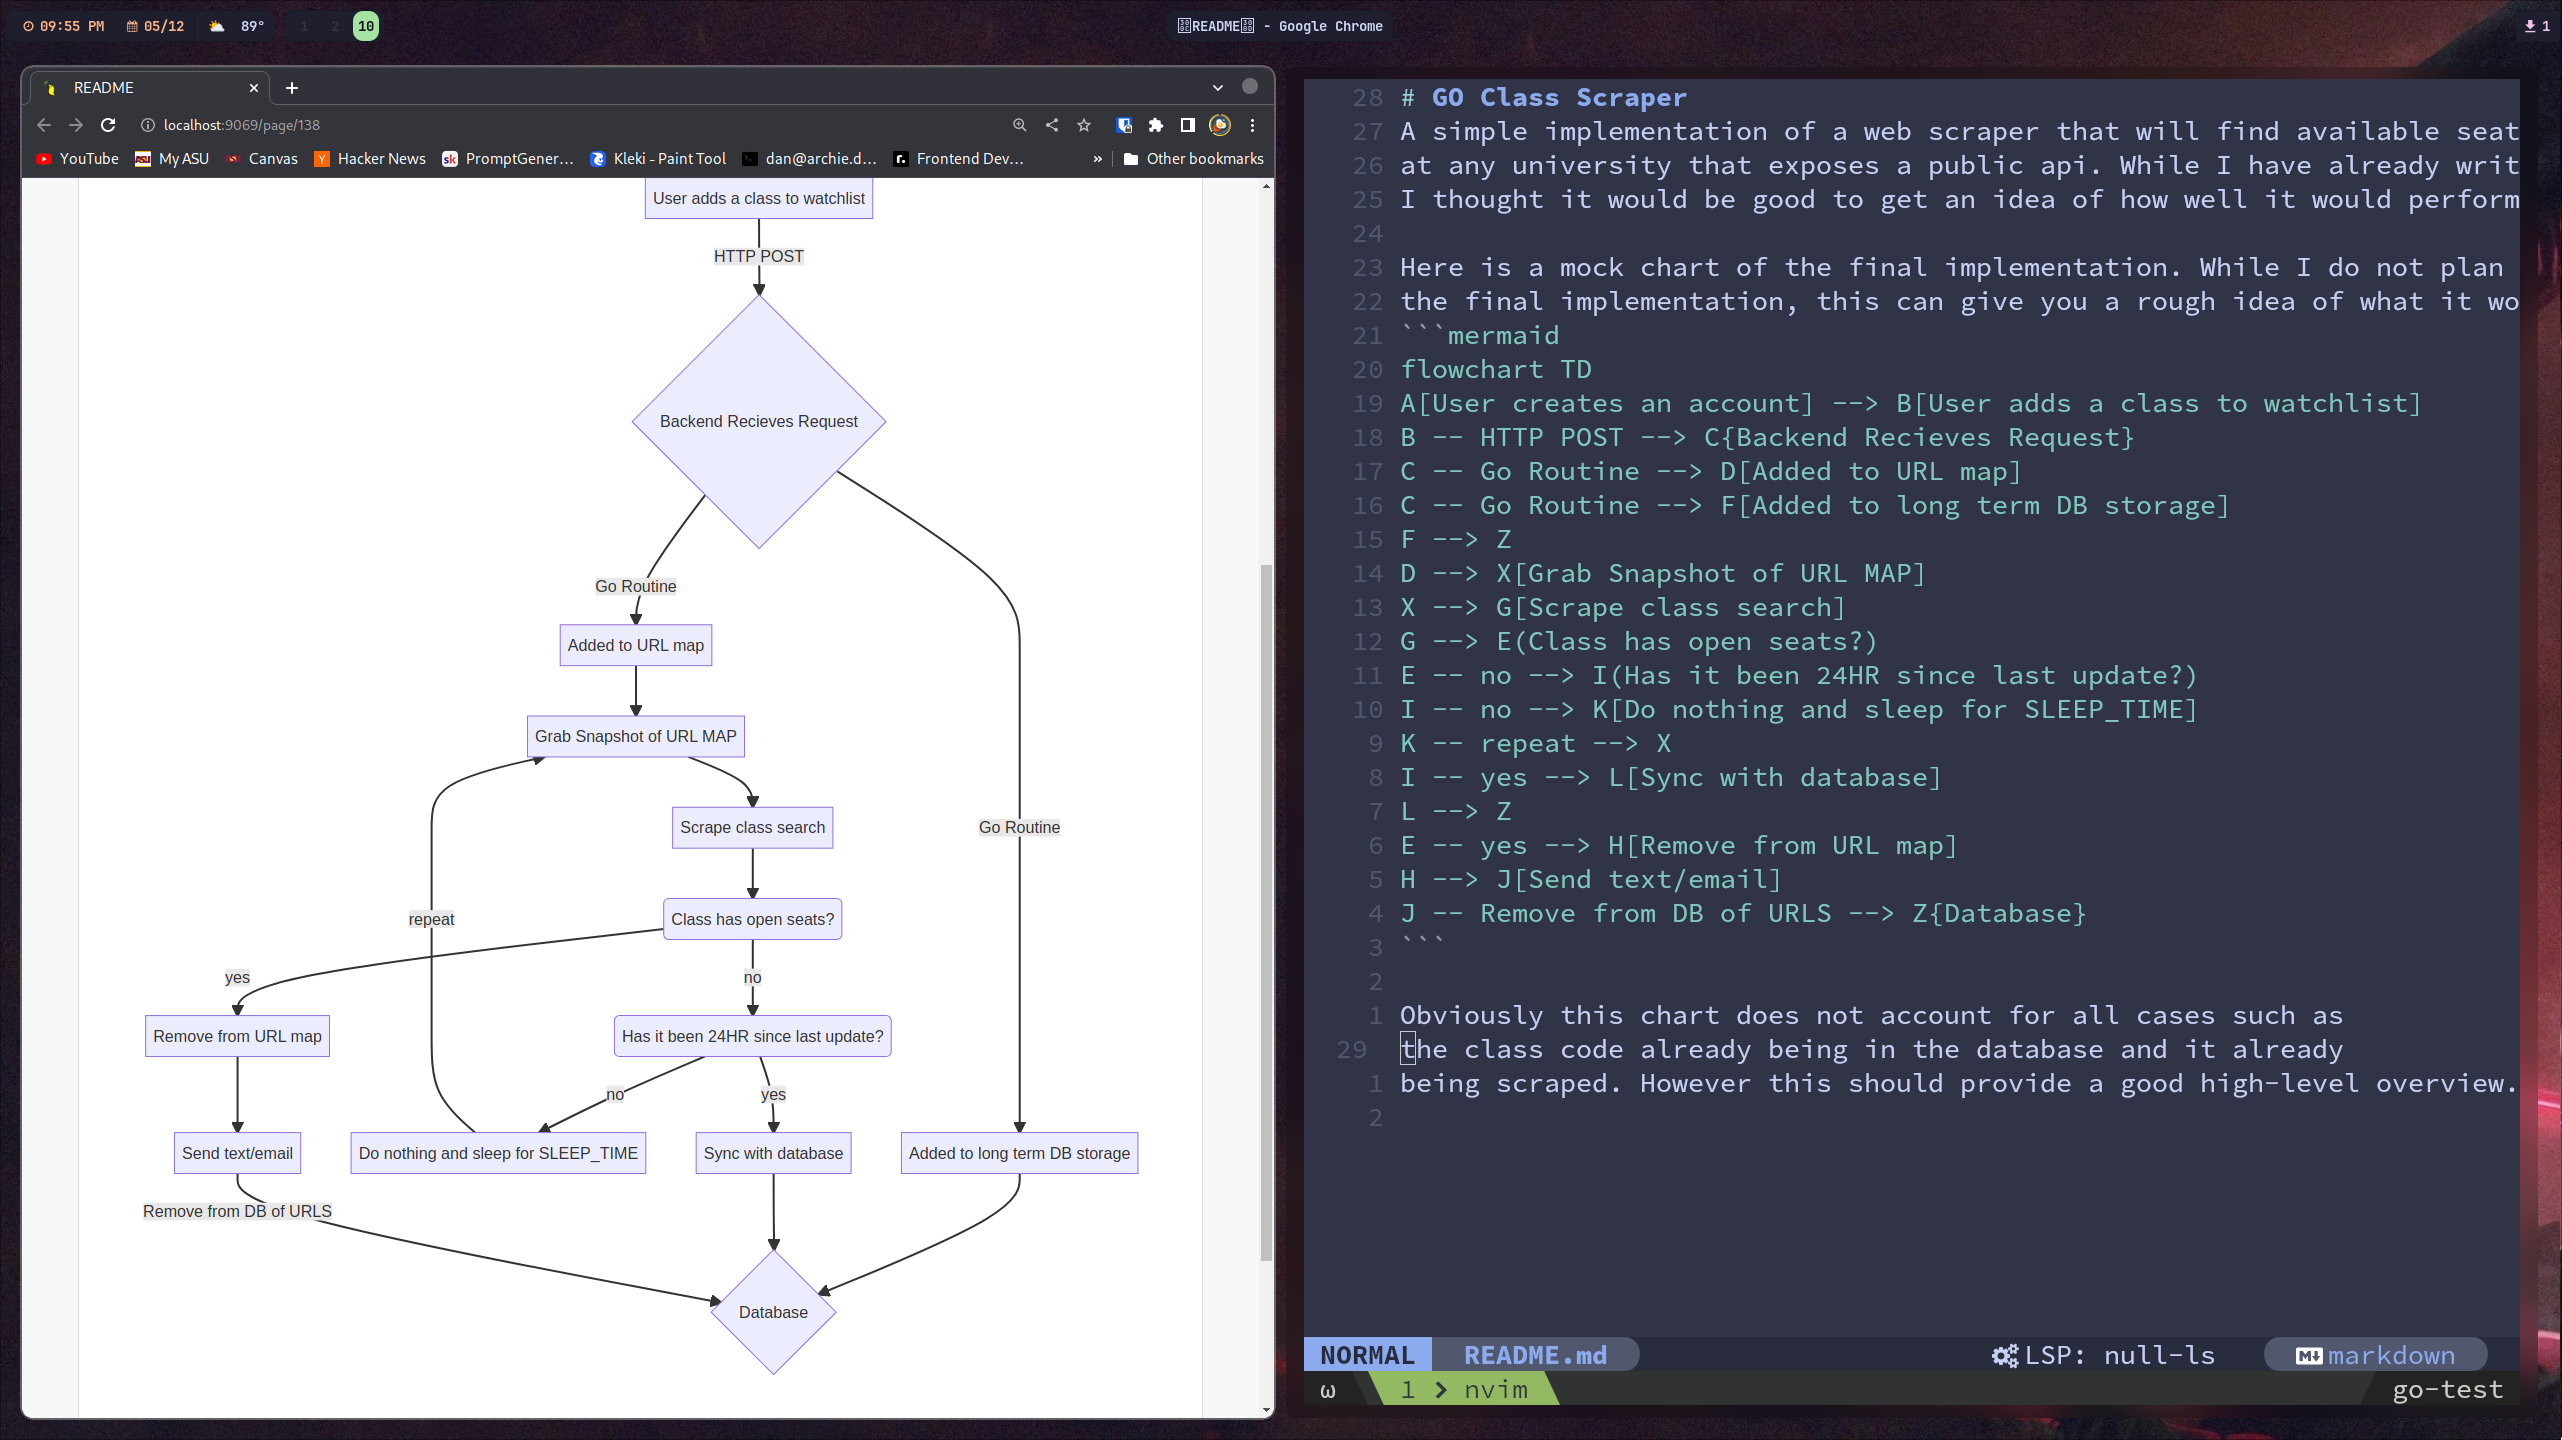 09:55 PM
05/12
89°
1
2
10
README - Google Chrome
1
README
localhost:9069/page/138
YouTube
My ASU
Canvas
Hacker News
PromptGener...
Kleki - Paint Tool
dan@archie.d...
Frontend Dev...
»
Other bookmarks
User adds a class to watchlist
HTTP POST
Backend Recieves Request
Go Routine
Added to URL map
Grab Snapshot of URL MAP
Scrape class search
Go Routine
repeat
Class has open seats?
yes
no
Remove from URL map
Has it been 24HR since last update?
no
yes
Send text/email
Do nothing and sleep for SLEEP_TIME
Sync with database
Added to long term DB storage
Remove from DB of URLS
Database
28 # GO Class Scraper
27 A simple implementation of a web scraper that will find available seat
26 at any university that exposes a public api. While I have already writ
25 I thought it would be good to get an idea of how well it would perform
24
23 Here is a mock chart of the final implementation. While I do not plan
22 the final implementation, this can give you a rough idea of what it wo
21 ```mermaid
20 flowchart TD
19 A[User creates an account] --> B[User adds a class to watchlist]
18 B -- HTTP POST --> C{Backend Recieves Request}
17 C -- Go Routine --> D[Added to URL map]
16 C -- Go Routine --> F[Added to long term DB storage]
15 F --> Z
14 D --> X[Grab Snapshot of URL MAP]
13 X --> G[Scrape class search]
12 G --> E(Class has open seats?)
11 E -- no --> I(Has it been 24HR since last update?)
10 I -- no --> K[Do nothing and sleep for SLEEP_TIME]
9 K -- repeat --> X
8 I -- yes --> L[Sync with database]
7 L --> Z
6 E -- yes --> H[Remove from URL map]
5 H --> J[Send text/email]
4 J -- Remove from DB of URLS --> Z{Database}
3 ```
2
1 Obviously this chart does not account for all cases such as
29 the class code already being in the database and it already
1 being scraped. However this should provide a good high-level overview.
2
NORMAL README.md LSP: null-ls markdown
ω 1 nvim go-test